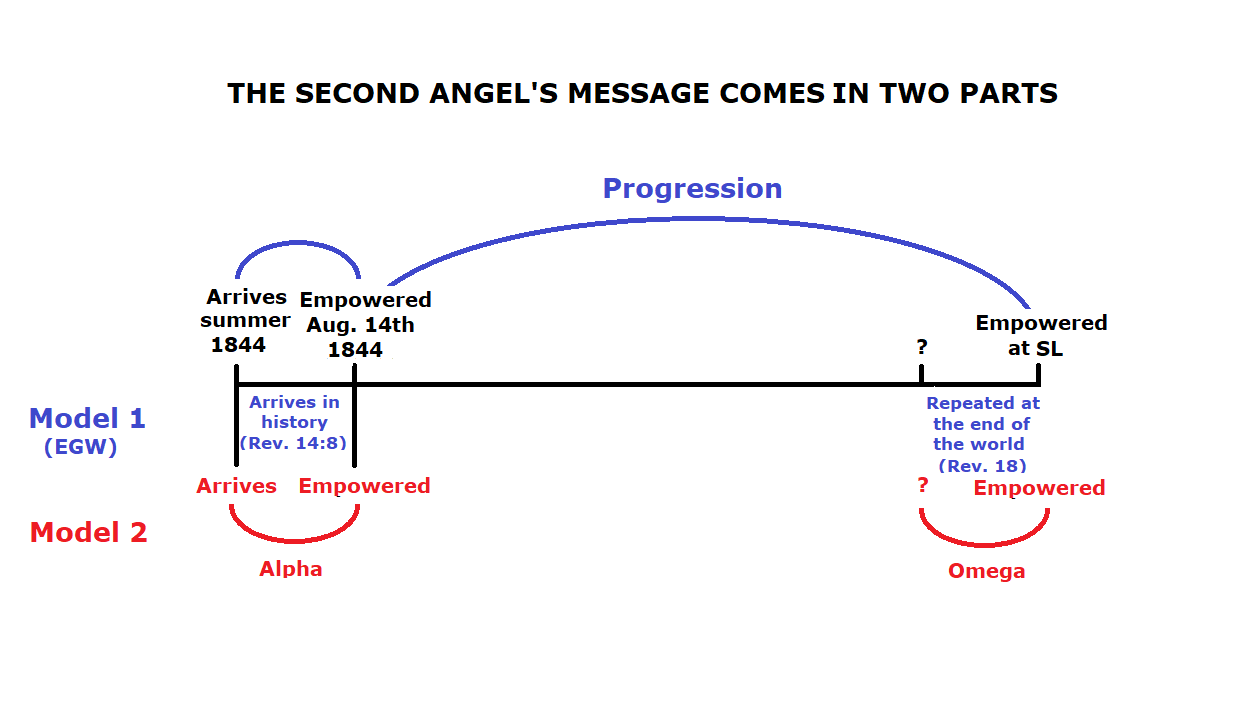 THE SECOND ANGEL'S MESSAGE COMES IN TWO PARTS
Progression
Arrives
summer
1844
Empowered
Aug. 14th
1844
?
Empowered
at SL
Model 1
(EGW)
Arrives in
history
(Rev. 14:8)
Repeated at
the end of
the world
(Rev. 18)
Arrives
Empowered
?
Empowered
Model 2
Alpha
Omega